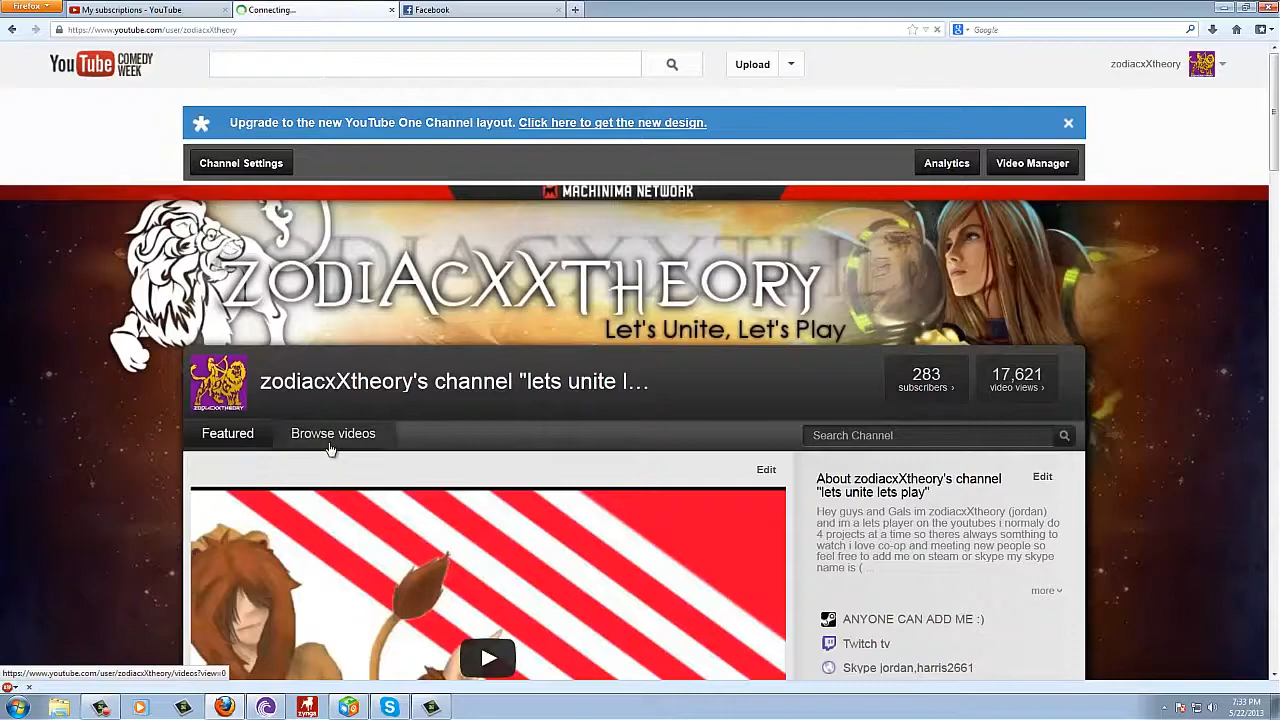 Firefox
My subscriptions - YouTube
Connecting...
Facebook
https://www.youtube.com/user/zodiacxXtheory
Google
You Tube COMEDY WEEK
Upload
zodiacxXtheory
Upgrade to the new YouTube One Channel layout. Click here to get the new design.
Channel Settings
Analytics
Video Manager
MACHINIMA NETWORK
ZODIACXXTHEORY
Let's Unite, Let's Play
zodiacxXtheory's channel "lets unite l...
283
subscribers ›
17,621
video views ›
Featured
Browse videos
Search Channel
Edit
About zodiacxXtheory's channel
"lets unite lets play"
Edit
Hey guys and Gals im zodiacxXtheory (jordan)
and im a lets player on the youtubes i normaly do
4 projects at a time so theres always somthing to
watch i love co-op and meeting new people so
feel free to add me on steam or skype my skype
name is ( ...
more
ANYONE CAN ADD ME :)
Twitch tv
Skype jordan,harris2661
https://www.youtube.com/user/zodiacxXtheory/videos?view=0
zynga
7:33 PM
5/22/2013